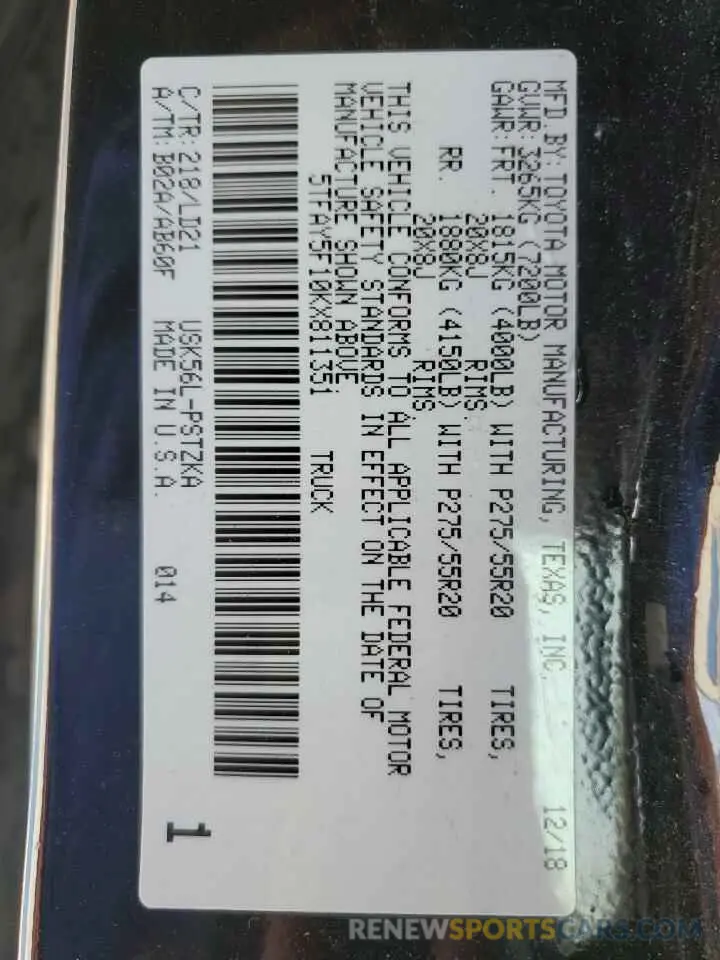 MFD. BY: TOYOTA MOTOR MANUFACTURING, TEXAS, INC. 12/18
GVWR: 3265KG (7200LB)
GAWR: FRT. 1815KG (4000LB) WITH P275/55R20 TIRES,
20X8J RIMS.
RR. 1880KG (4150LB) WITH P275/55R20 TIRES,
20X8J RIMS.
THIS VEHICLE CONFORMS TO ALL APPLICABLE FEDERAL MOTOR
VEHICLE SAFETY STANDARDS IN EFFECT ON THE DATE OF
MANUFACTURE SHOWN ABOVE.
5TFAY5F10KX811351 TRUCK
C/TR: 218/LD21 USK56L-PSTZKA
A/TM: B02A/AB60F MADE IN U.S.A. 014
1
RENEWSPORTSCARS.COM